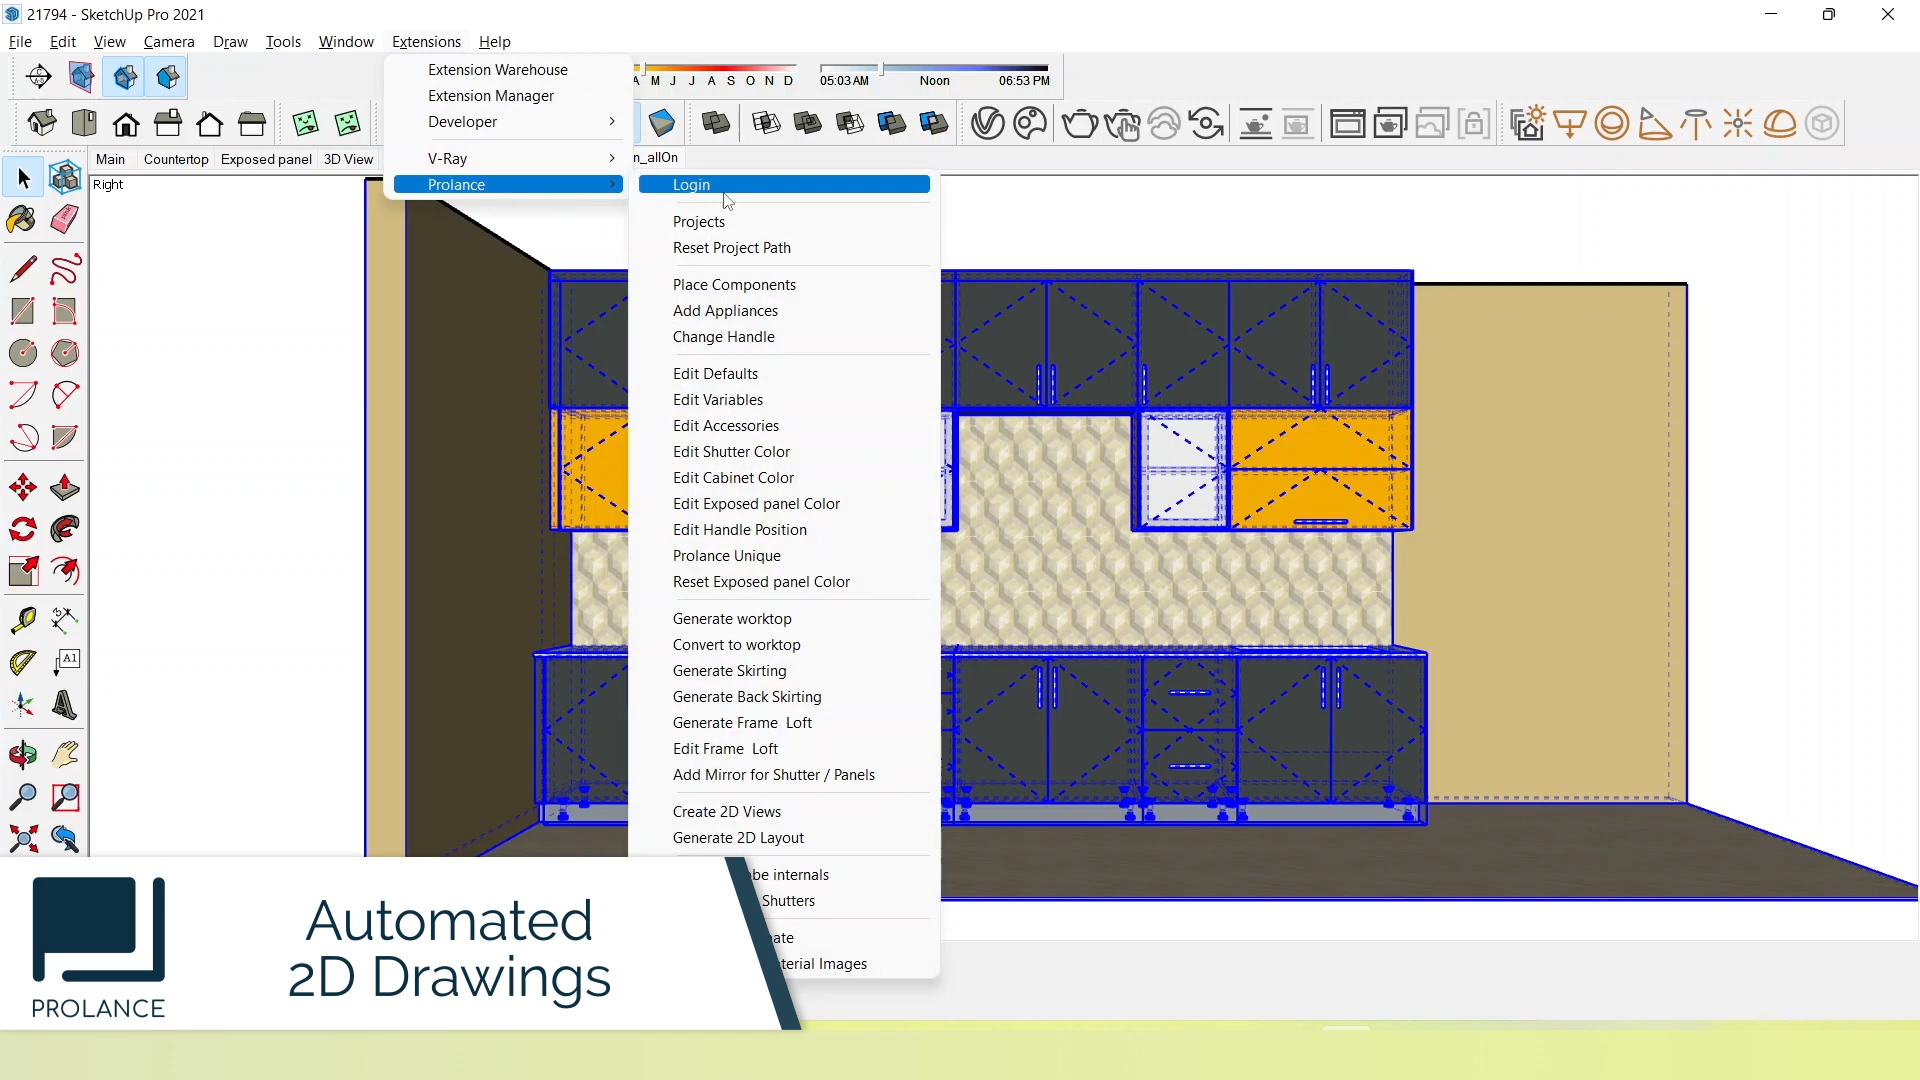 21794 - SketchUp Pro 2021
File Edit View Camera Draw Tools Window Extensions Help
Extension Warehouse
Extension Manager
Developer
V-Ray
Prolance
M J J A S O N D
05:03 AM Noon 06:53 PM
Main Countertop Exposed panel 3D View n_allOn
Right
Login
Projects
Reset Project Path
Place Components
Add Appliances
Change Handle
Edit Defaults
Edit Variables
Edit Accessories
Edit Shutter Color
Edit Cabinet Color
Edit Exposed panel Color
Edit Handle Position
Prolance Unique
Reset Exposed panel Color
Generate worktop
Convert to worktop
Generate Skirting
Generate Back Skirting
Generate Frame Loft
Edit Frame Loft
Add Mirror for Shutter / Panels
Create 2D Views
Generate 2D Layout
internals
Shutters
Images
A1
PROLANCE
Automated
2D Drawings